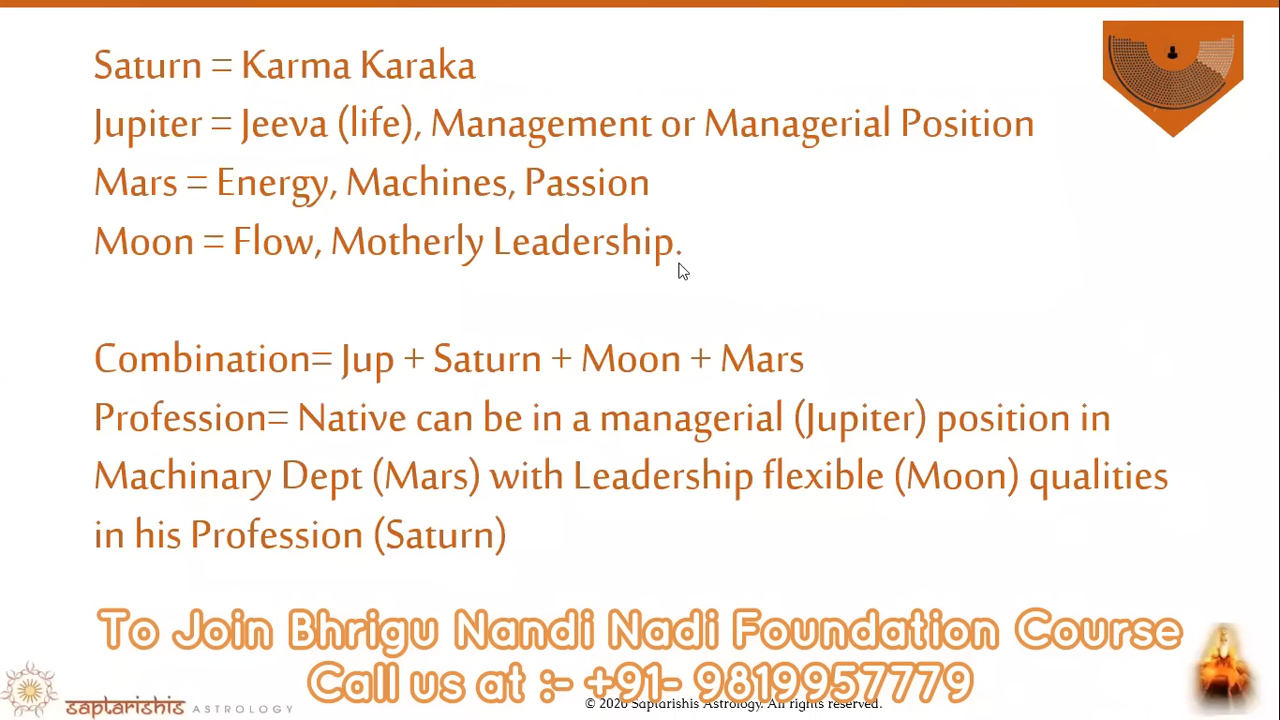 Saturn = Karma Karaka
Jupiter = Jeeva (life), Management or Managerial Position
Mars = Energy, Machines, Passion
Moon = Flow, Motherly Leadership.
Combination= Jup + Saturn + Moon + Mars
Profession= Native can be in a managerial (Jupiter) position in
Machinary Dept (Mars) with Leadership flexible (Moon) qualities
in his Profession (Saturn)
To Join Bhrigu Nandi Nadi Foundation Course
Call us at :- +91- 9819957779
saptarishis ASTROLOGY
© 2020 Saptarishis Astrology. All rights reserved.